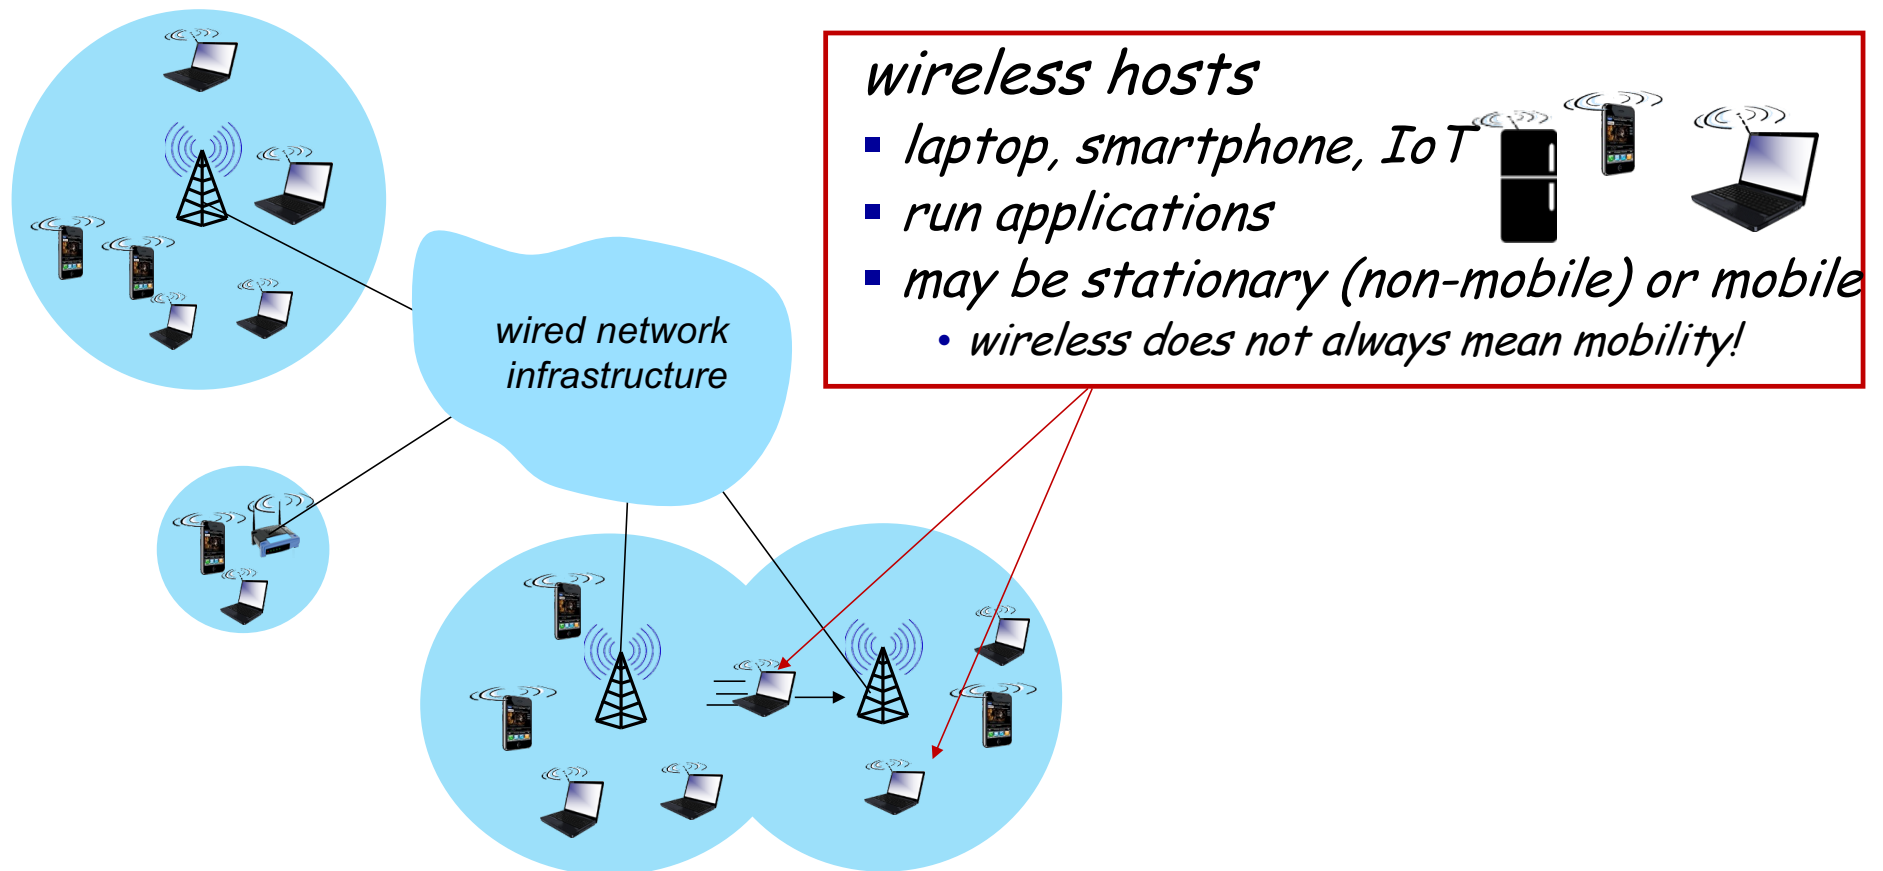 wireless hosts
laptop, smartphone, IoT
run applications
may be stationary (non-mobile) or mobile
wireless does not always mean mobility!
wired network
infrastructure